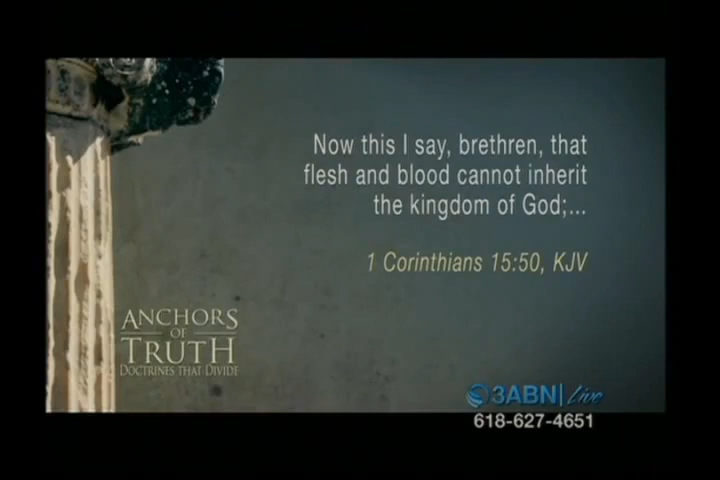 Now this I say, brethren, that
flesh and blood cannot inherit
the kingdom of God;...
1 Corinthians 15:50, KJV
ANCHORS
OF
TRUTH
DOCTRINES THAT DIVIDE
3ABN| Live
618-627-4651